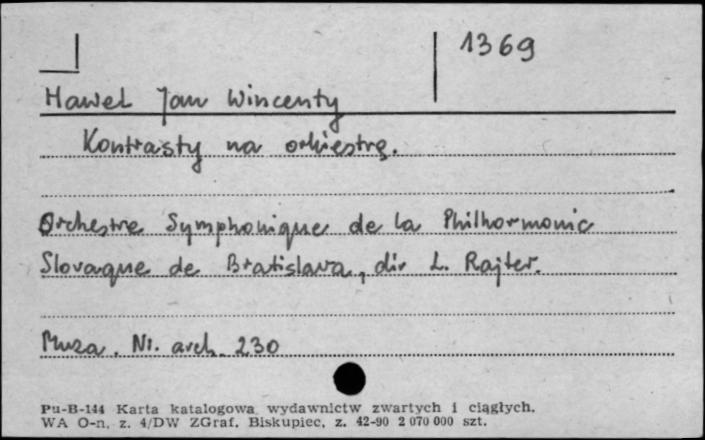 1369
Hawel Jan Wincenty
Kontrasty na orkiestrę.
Orchestre Symphonique de la Philharmonie
Slovaque de Bratislava, dir L. Rajter.
Muza. Nr. arch. 230
Pu-B-144 Karta katalogowa wydawnictw zwartych i ciągłych.
WA O-n, z. 4/DW ZGraf. Biskupiec, z. 42-90 2 070 000 szt.